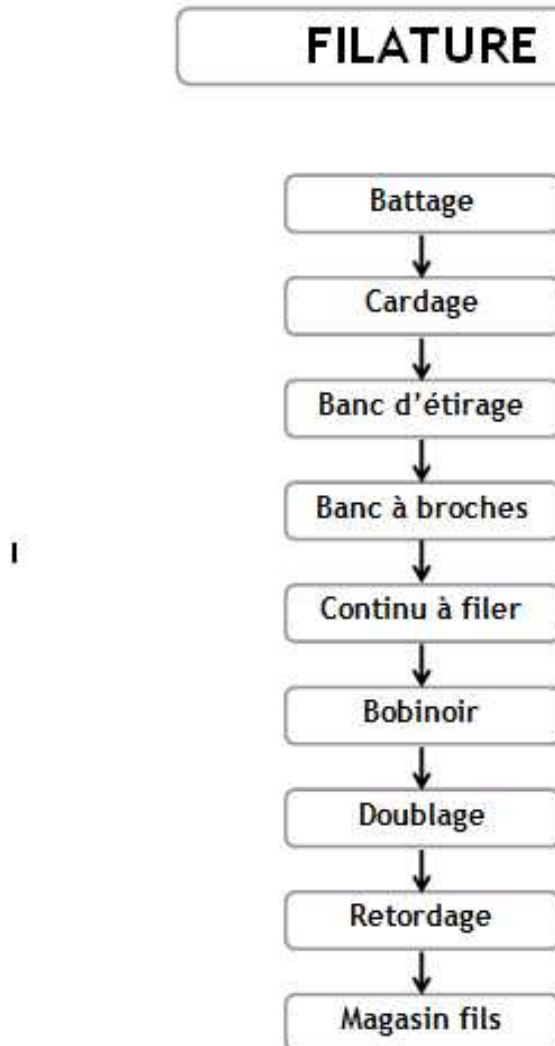 FILATURE
Battage
Cardage
Banc d'étirage
Banc à broches
Continu à filer
Bobinoir
Doublage
Retordage
Magasin fils